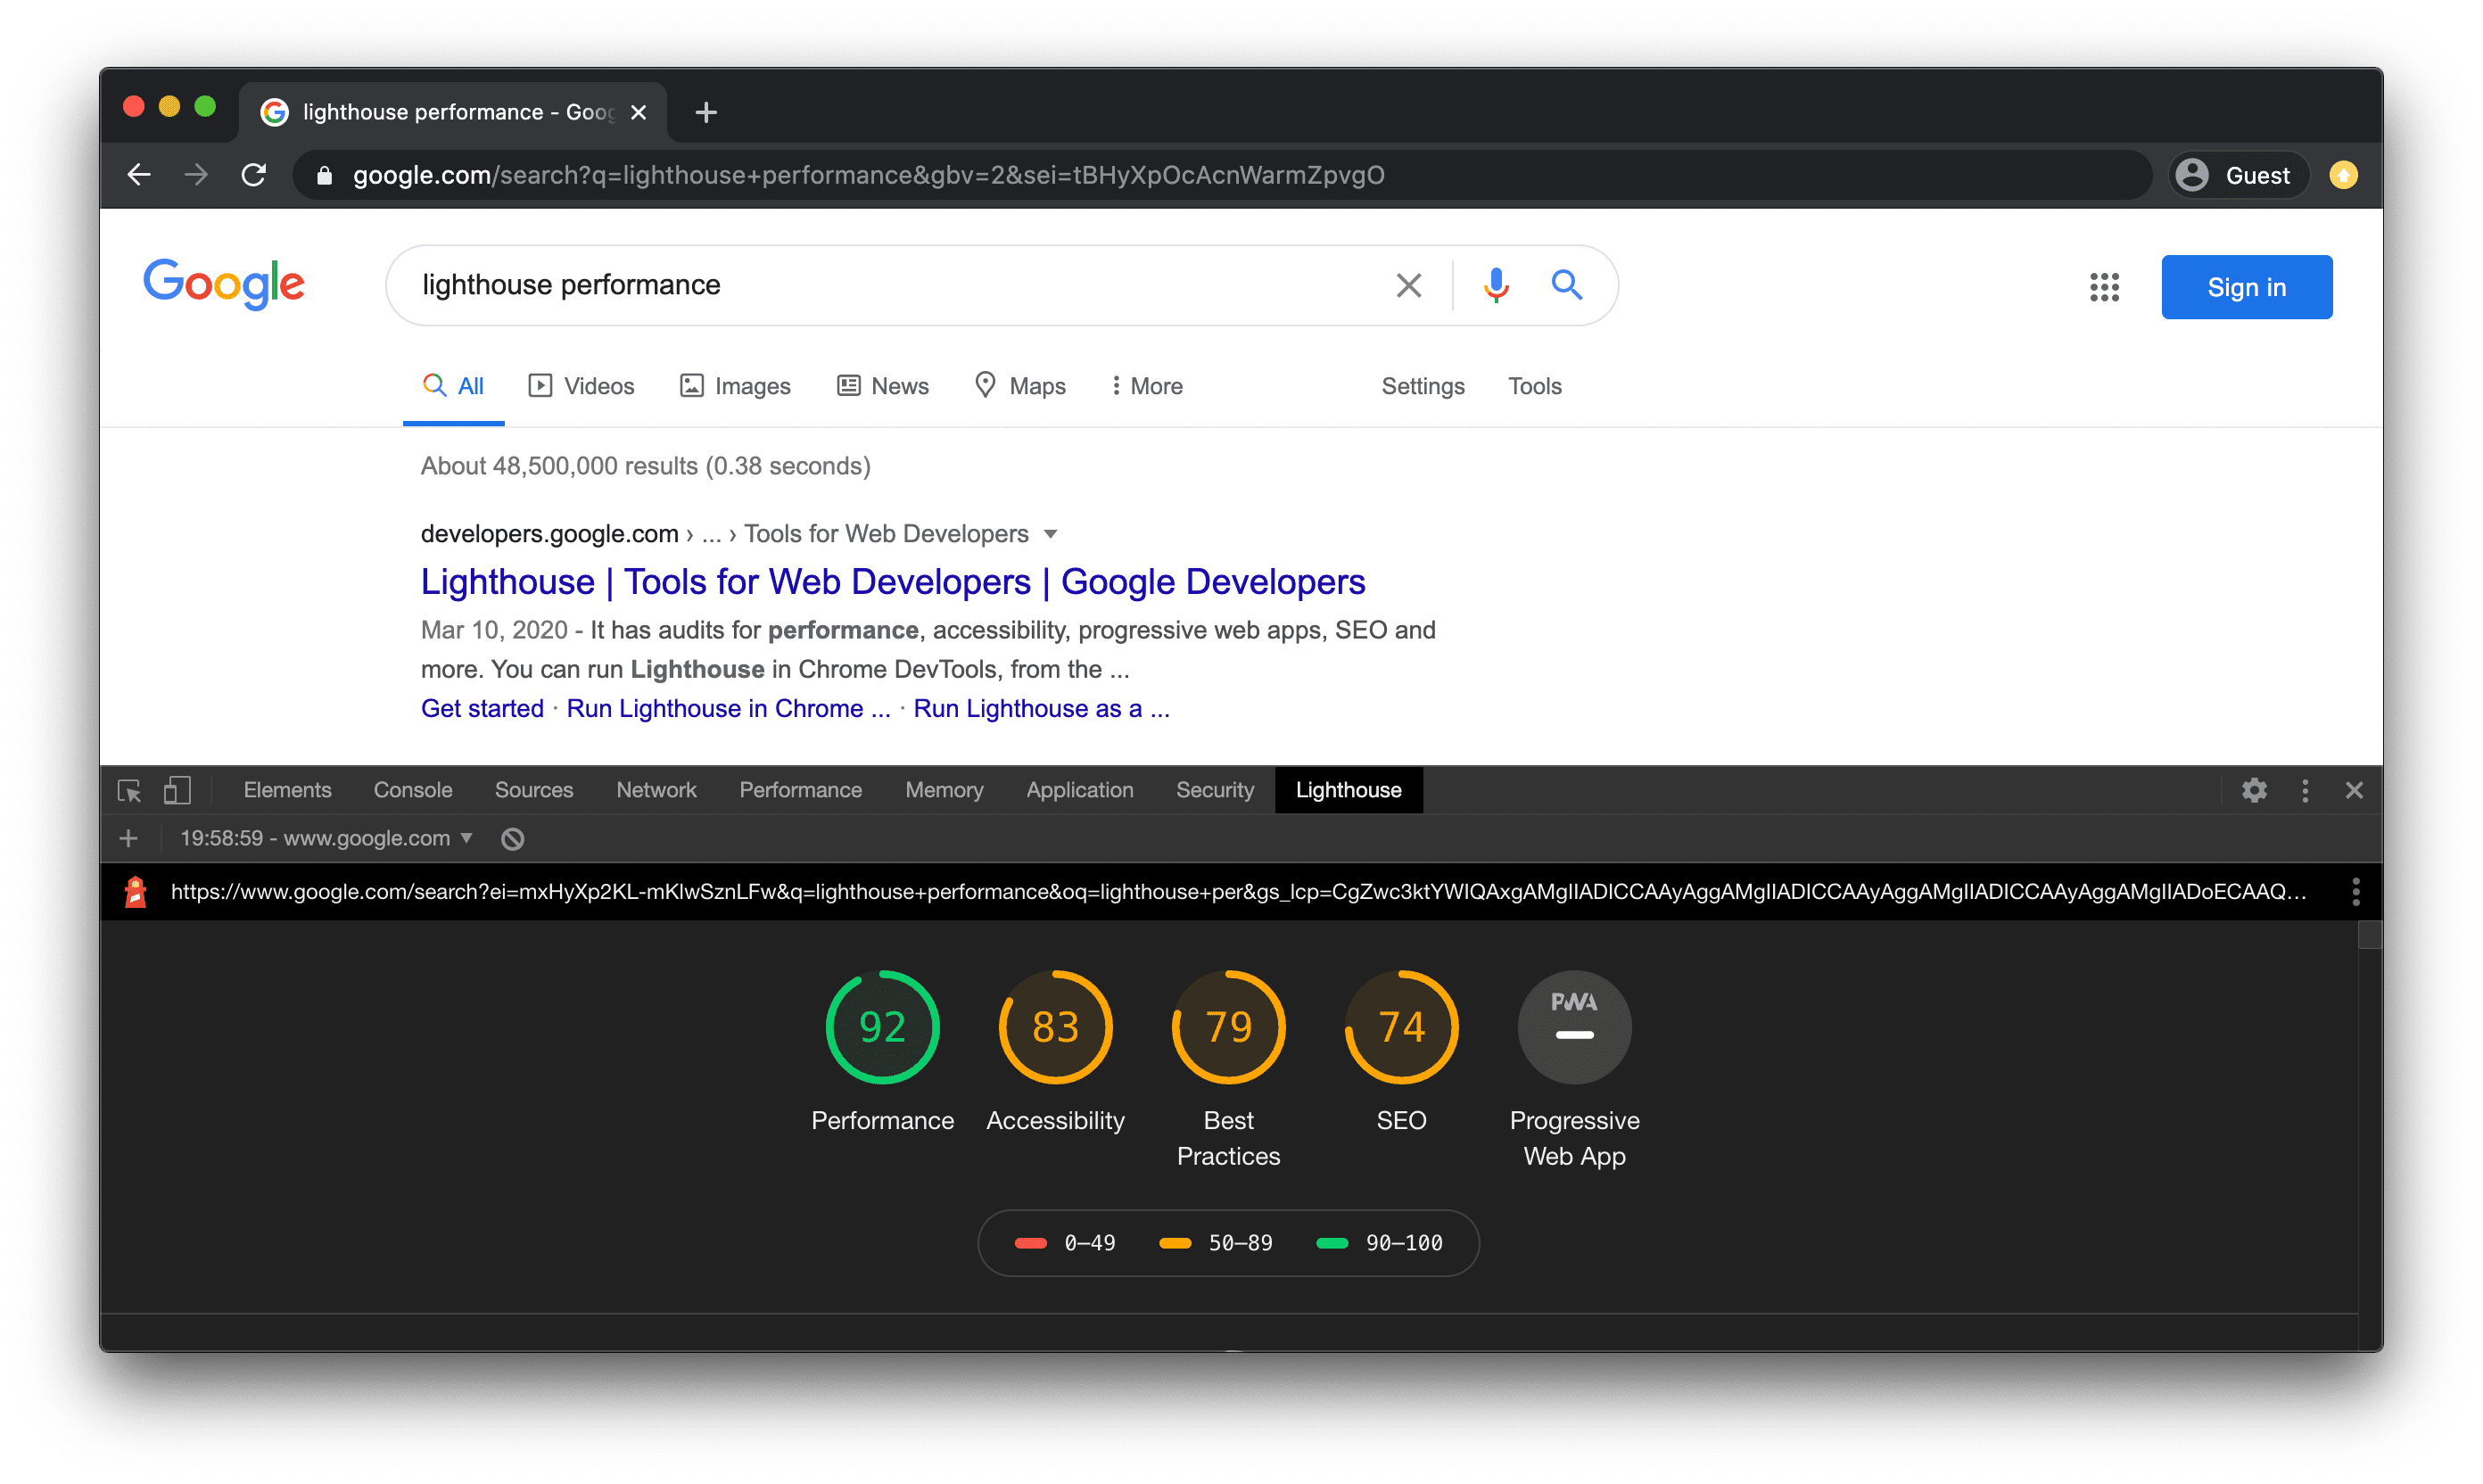 lighthouse performance - Goog
google.com/search?q=lighthouse+performance&gbv=2&sei=tBHyXpOcAcnWarmZpvgO
Guest
Google
lighthouse performance
Sign in
All Videos Images News Maps More Settings Tools
About 48,500,000 results (0.38 seconds)
developers.google.com › ... › Tools for Web Developers
Lighthouse | Tools for Web Developers | Google Developers
Mar 10, 2020 - It has audits for performance, accessibility, progressive web apps, SEO and
more. You can run Lighthouse in Chrome DevTools, from the ...
Get started · Run Lighthouse in Chrome ... · Run Lighthouse as a ...
Elements Console Sources Network Performance Memory Application Security Lighthouse
19:58:59 - www.google.com
https://www.google.com/search?ei=mxHyXp2KL-mKlwSznLFw&q=lighthouse+performance&oq=lighthouse+per&gs_lcp=CgZwc3ktYWIQAxgAMgIIADICCAAyAggAMgIIADICCAAyAggAMgIIADICCAAyAggAMgIIADoECAAQ...
92 83 79 74 PWA
Performance Accessibility Best Practices SEO Progressive Web App
0–49 50–89 90–100